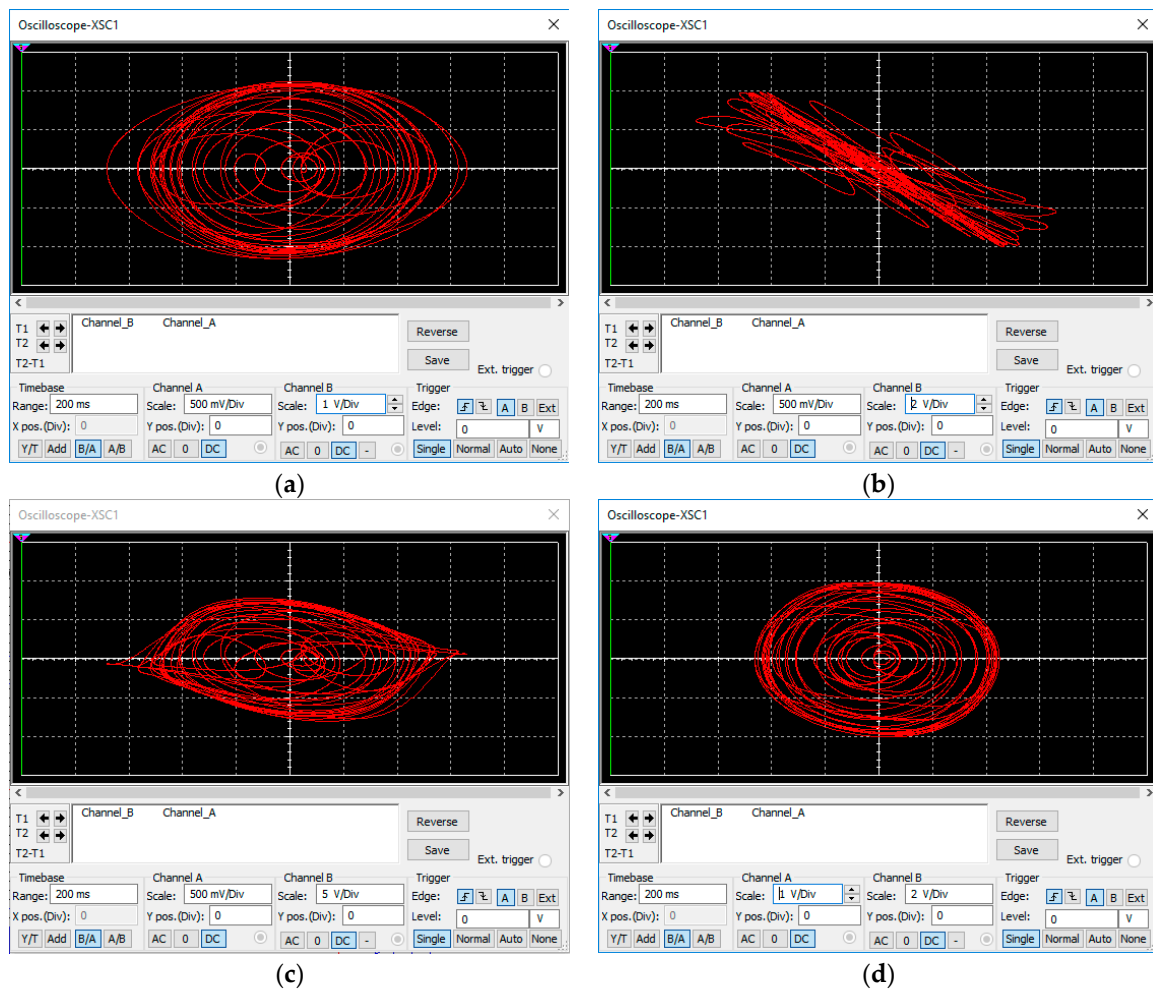 Oscilloscope-XSC1
T1
T2
T2-T1
Channel_B Channel_A
Reverse
Save
Ext. trigger
Timebase Channel A Channel B Trigger
Range: 200 ms Scale: 500 mV/Div Scale: 1 V/Div Edge: A B Ext
X pos.(Div): 0 Y pos.(Div): 0 Y pos.(Div): 0 Level: 0 V
Y/T Add B/A A/B AC 0 DC AC 0 DC - Single Normal Auto None
(a)
Oscilloscope-XSC1
T1
T2
T2-T1
Channel_B Channel_A
Reverse
Save
Ext. trigger
Timebase Channel A Channel B Trigger
Range: 200 ms Scale: 500 mV/Div Scale: 2 V/Div Edge: A B Ext
X pos.(Div): 0 Y pos.(Div): 0 Y pos.(Div): 0 Level: 0 V
Y/T Add B/A A/B AC 0 DC AC 0 DC - Single Normal Auto None
(b)
Oscilloscope-XSC1
T1
T2
T2-T1
Channel_B Channel_A
Reverse
Save
Ext. trigger
Timebase Channel A Channel B Trigger
Range: 200 ms Scale: 500 mV/Div Scale: 5 V/Div Edge: A B Ext
X pos.(Div): 0 Y pos.(Div): 0 Y pos.(Div): 0 Level: 0 V
Y/T Add B/A A/B AC 0 DC AC 0 DC - Single Normal Auto None
(c)
Oscilloscope-XSC1
T1
T2
T2-T1
Channel_B Channel_A
Reverse
Save
Ext. trigger
Timebase Channel A Channel B Trigger
Range: 200 ms Scale: 1 V/Div Scale: 2 V/Div Edge: A B Ext
X pos.(Div): 0 Y pos.(Div): 0 Y pos.(Div): 0 Level: 0 V
Y/T Add B/A A/B AC 0 DC AC 0 DC - Single Normal Auto None
(d)